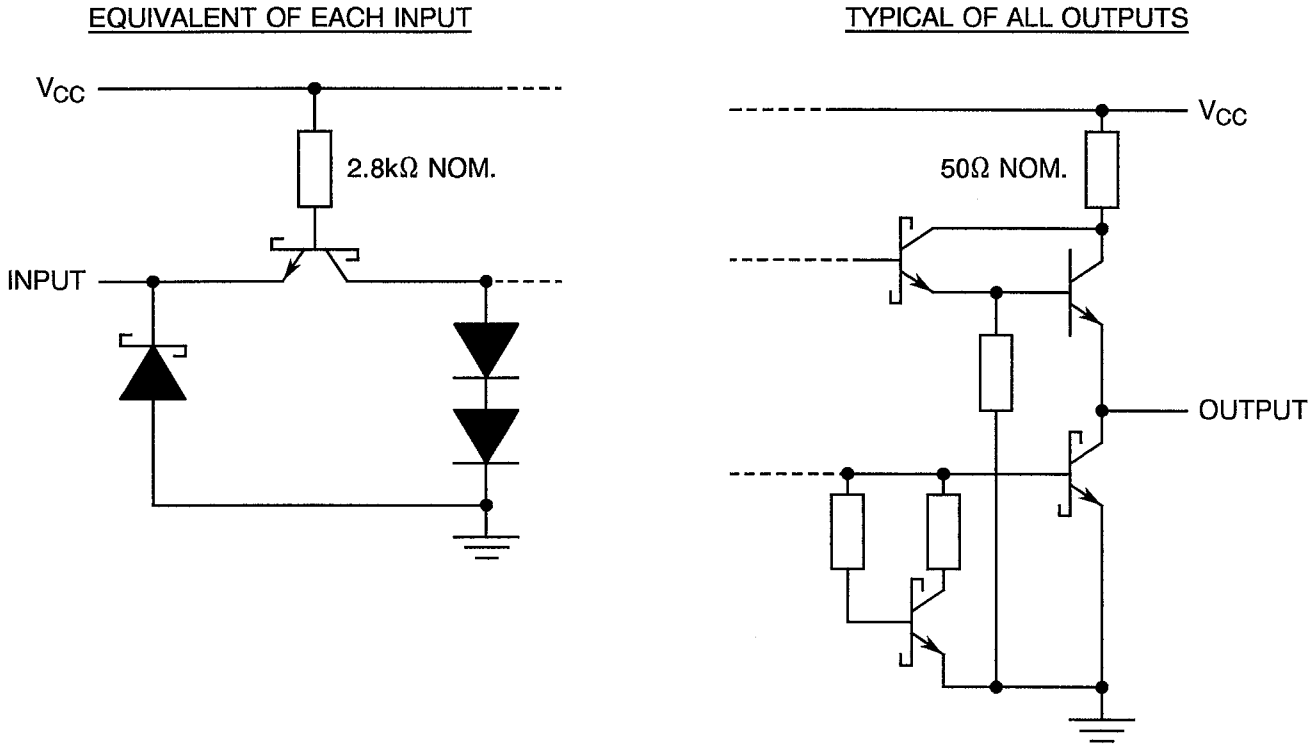 EQUIVALENT OF EACH INPUT
VCC
2.8kΩ NOM.
INPUT
TYPICAL OF ALL OUTPUTS
VCC
50Ω NOM.
OUTPUT